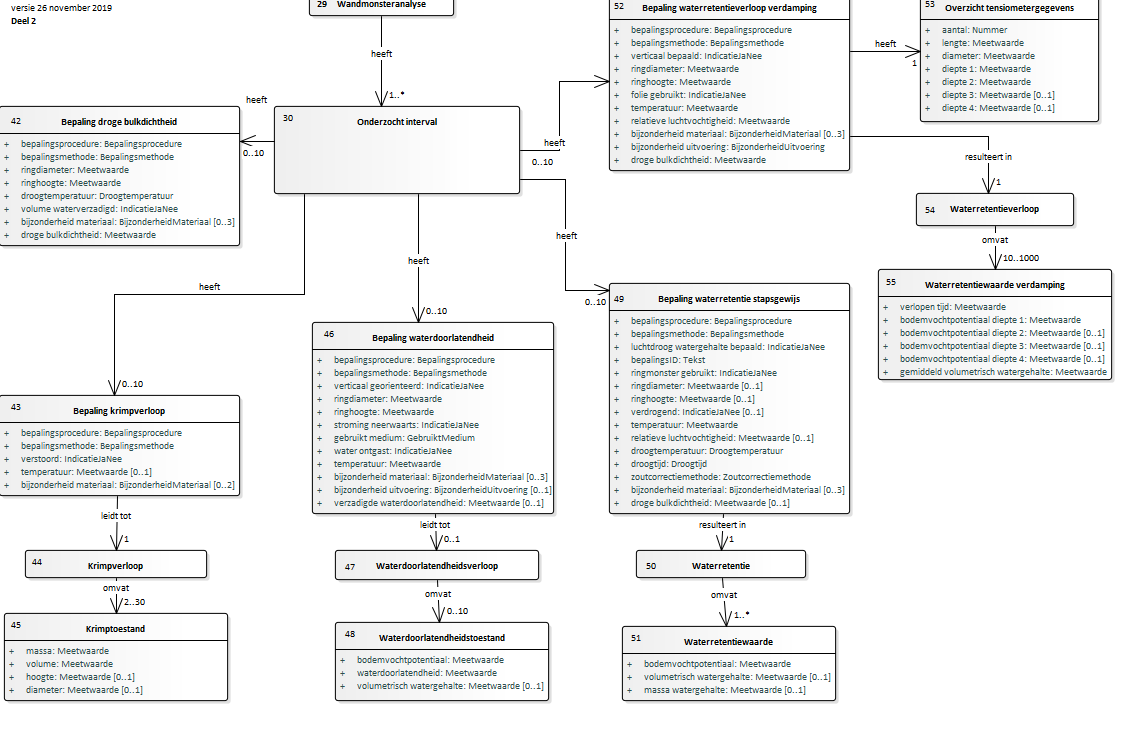 versie 26 november 2019
Deel 2
29 Wandmonsteranalyse
heeft
1..*
30 Onderzocht interval
heeft
0..10
42 Bepaling droge bulkdichtheid
+ bepalingsprocedure: Bepalingsprocedure
+ bepalingsmethode: Bepalingsmethode
+ ringdiameter: Meetwaarde
+ ringhoogte: Meetwaarde
+ droogtemperatuur: Droogtemperatuur
+ volume waterverzadigd: IndicatieJaNee
+ bijzonderheid materiaal: BijzonderheidMateriaal [0..3]
+ droge bulkdichtheid: Meetwaarde
heeft
0..10
52 Bepaling waterretentieverloop verdamping
+ bepalingsprocedure: Bepalingsprocedure
+ bepalingsmethode: Bepalingsmethode
+ verticaal bepaald: IndicatieJaNee
+ ringdiameter: Meetwaarde
+ ringhoogte: Meetwaarde
+ folie gebruikt: IndicatieJaNee
+ temperatuur: Meetwaarde
+ relatieve luchtvochtigheid: Meetwaarde
+ bijzonderheid materiaal: BijzonderheidMateriaal [0..3]
+ bijzonderheid uitvoering: BijzonderheidUitvoering
+ droge bulkdichtheid: Meetwaarde
heeft
1
53 Overzicht tensiometergegevens
+ aantal: Nummer
+ lengte: Meetwaarde
+ diameter: Meetwaarde
+ diepte 1: Meetwaarde
+ diepte 2: Meetwaarde
+ diepte 3: Meetwaarde [0..1]
+ diepte 4: Meetwaarde [0..1]
resulteert in
1
54 Waterretentieverloop
omvat
10..1000
55 Waterretentiewaarde verdamping
+ verlopen tijd: Meetwaarde
+ bodemvochtpotentiaal diepte 1: Meetwaarde
+ bodemvochtpotentiaal diepte 2: Meetwaarde [0..1]
+ bodemvochtpotentiaal diepte 3: Meetwaarde [0..1]
+ bodemvochtpotentiaal diepte 4: Meetwaarde [0..1]
+ gemiddeld volumetrisch watergehalte: Meetwaarde
heeft
0..10
43 Bepaling krimpverloop
+ bepalingsprocedure: Bepalingsprocedure
+ bepalingsmethode: Bepalingsmethode
+ verstoord: IndicatieJaNee
+ temperatuur: Meetwaarde [0..1]
+ bijzonderheid materiaal: BijzonderheidMateriaal [0..2]
leidt tot
1
44 Krimpverloop
omvat
2..30
45 Krimptoestand
+ massa: Meetwaarde
+ volume: Meetwaarde
+ hoogte: Meetwaarde [0..1]
+ diameter: Meetwaarde [0..1]
heeft
0..10
46 Bepaling waterdoorlatendheid
+ bepalingsprocedure: Bepalingsprocedure
+ bepalingsmethode: Bepalingsmethode
+ verticaal georienteerd: IndicatieJaNee
+ ringdiameter: Meetwaarde
+ ringhoogte: Meetwaarde
+ stroming neerwaarts: IndicatieJaNee
+ gebruikt medium: GebruiktMedium
+ water ontgast: IndicatieJaNee
+ temperatuur: Meetwaarde
+ bijzonderheid materiaal: BijzonderheidMateriaal [0..3]
+ bijzonderheid uitvoering: BijzonderheidUitvoering [0..1]
+ verzadigde waterdoorlatendheid: Meetwaarde [0..1]
leidt tot
0..1
47 Waterdoorlatendheidsverloop
omvat
0..10
48 Waterdoorlatendheidstoestand
+ bodemvochtpotentiaal: Meetwaarde
+ waterdoorlatendheid: Meetwaarde
+ volumetrisch watergehalte: Meetwaarde [0..1]
heeft
0..10
49 Bepaling waterretentie stapsgewijs
+ bepalingsprocedure: Bepalingsprocedure
+ bepalingsmethode: Bepalingsmethode
+ luchtdroog watergehalte bepaald: IndicatieJaNee
+ bepalingsID: Tekst
+ ringmonster gebruikt: IndicatieJaNee
+ ringdiameter: Meetwaarde [0..1]
+ ringhoogte: Meetwaarde [0..1]
+ verdrogend: IndicatieJaNee [0..1]
+ temperatuur: Meetwaarde
+ relatieve luchtvochtigheid: Meetwaarde [0..1]
+ droogtemperatuur: Droogtemperatuur
+ droogtijd: Droogtijd
+ zoutcorrectiemethode: Zoutcorrectiemethode
+ bijzonderheid materiaal: BijzonderheidMateriaal [0..3]
+ droge bulkdichtheid: Meetwaarde [0..1]
resulteert in
1
50 Waterretentie
omvat
1..*
51 Waterretentiewaarde
+ bodemvochtpotentiaal: Meetwaarde
+ volumetrisch watergehalte: Meetwaarde [0..1]
+ massa watergehalte: Meetwaarde [0..1]